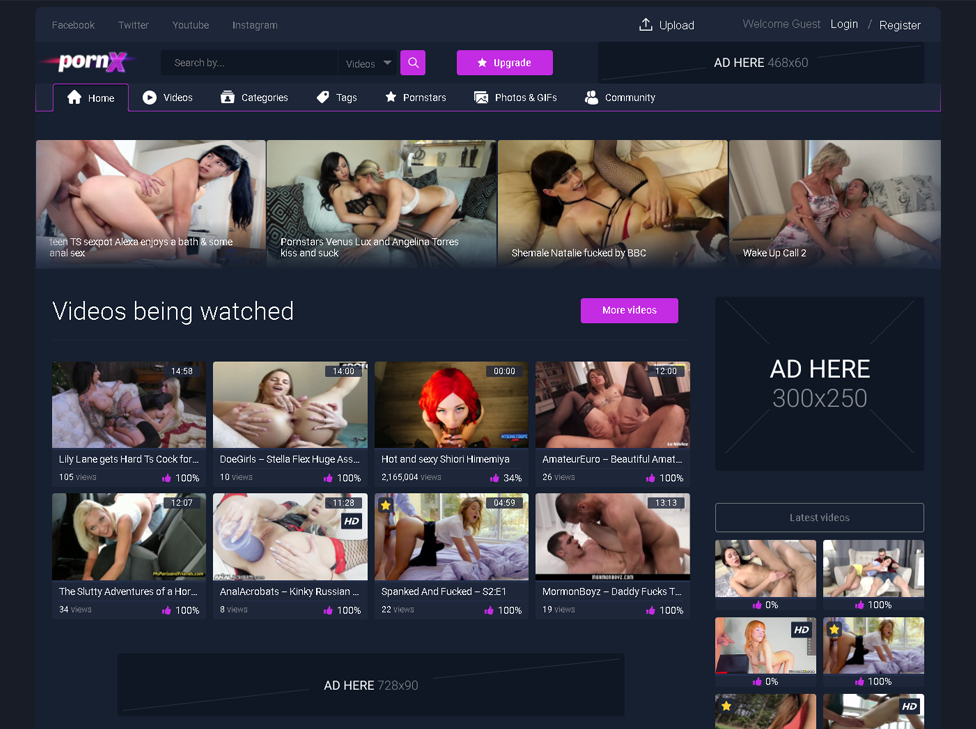 Facebook Twitter Youtube Instagram Upload Welcome Guest Login / Register
pornX Search by... Videos Upgrade AD HERE 468x60
Home Videos Categories Tags Pornstars Photos & GIFs Community
teen TS sexpot Alexa enjoys a bath & some
anal sex
Pornstars Venus Lux and Angelina Torres
kiss and suck
Shemale Natalie fucked by BBC
Wake Up Call 2
Videos being watched
More videos
14:58 14:00 00:00 12:00
Lily Lane gets Hard Ts Cock for... DoeGirls – Stella Flex Huge Ass... Hot and sexy Shiori Himemiya AmateurEuro – Beautiful Amat...
105 views 100% 10 views 100% 2,165,004 views 34% 26 views 100%
12:07 11:28 04:59 13:13
HD
MORMONBOYZ.COM
The Slutty Adventures of a Hor... AnalAcrobats – Kinky Russian ... Spanked And Fucked – S2:E1 MormonBoyz – Daddy Fucks T...
34 views 100% 8 views 100% 22 views 100% 19 views 100%
AD HERE 728x90
AD HERE
300x250
Latest videos
0% 100%
HD
0% 100%
HD